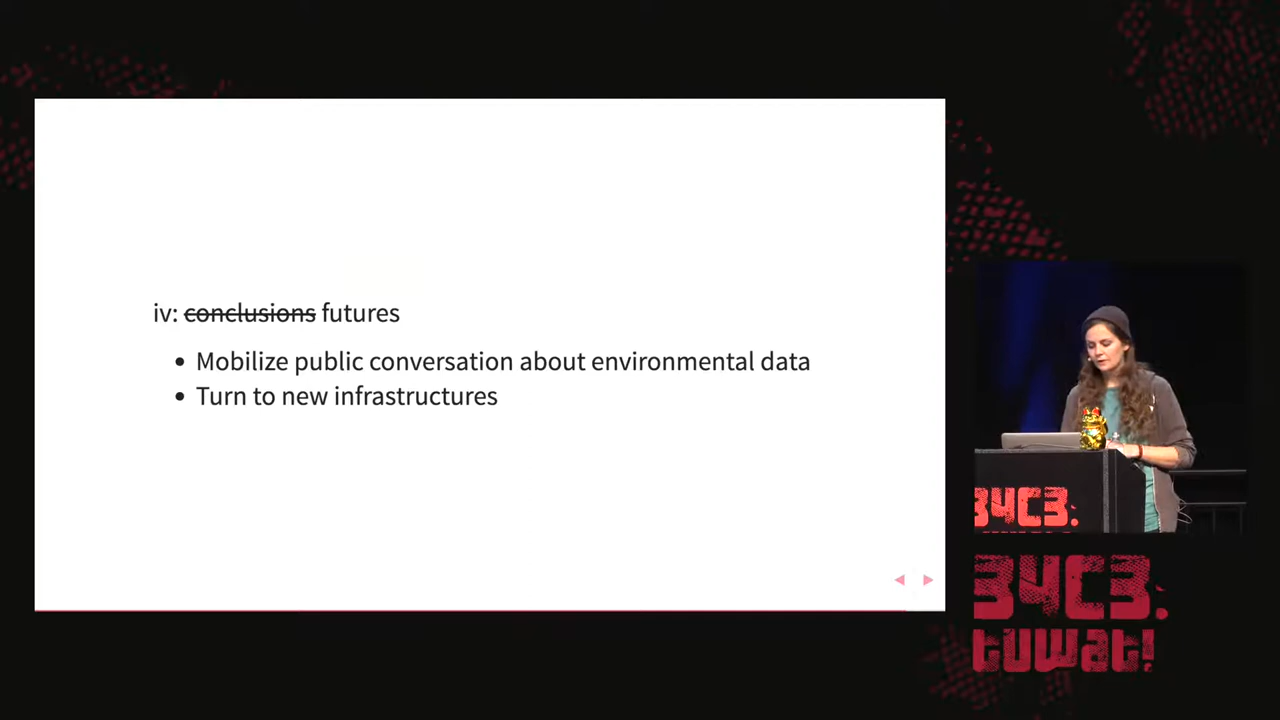 iv: conclusions futures
• Mobilize public conversation about environmental data
• Turn to new infrastructures
34C3.
34C3.
tuwat!